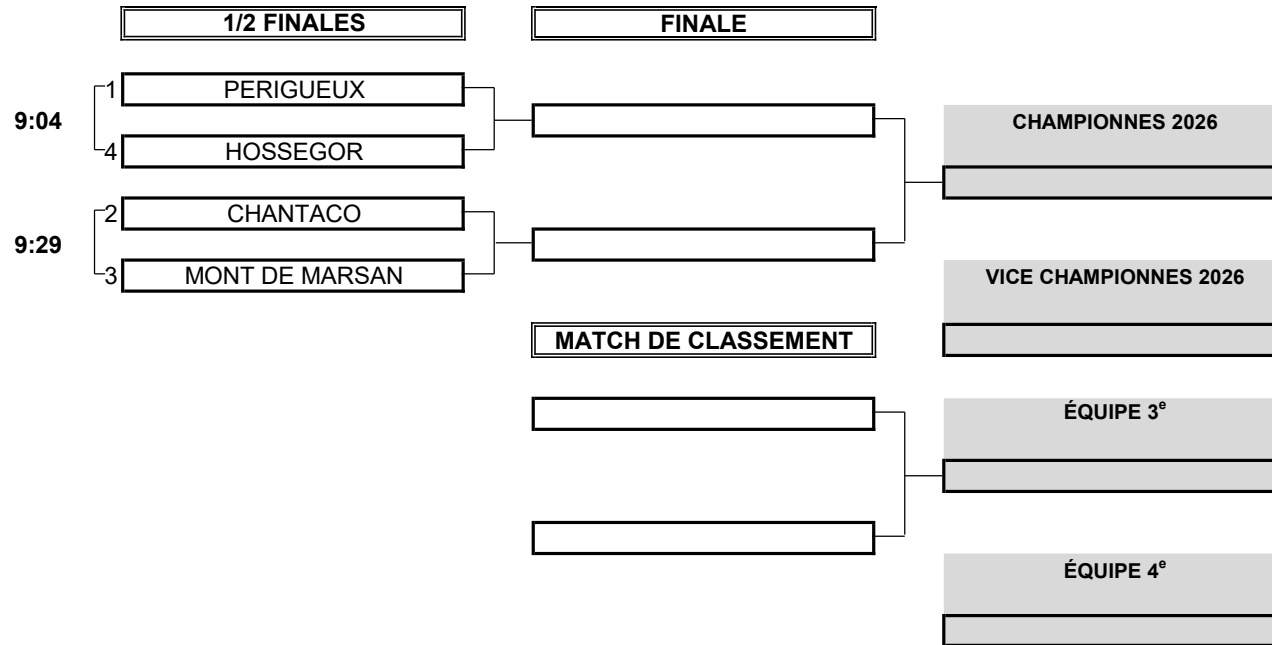 1/2 FINALES
FINALE
9:04
1 PERIGUEUX
4 HOSSEGOR
9:29
2 CHANTACO
3 MONT DE MARSAN
CHAMPIONNES 2026
VICE CHAMPIONNES 2026
MATCH DE CLASSEMENT
ÉQUIPE 3e
ÉQUIPE 4e